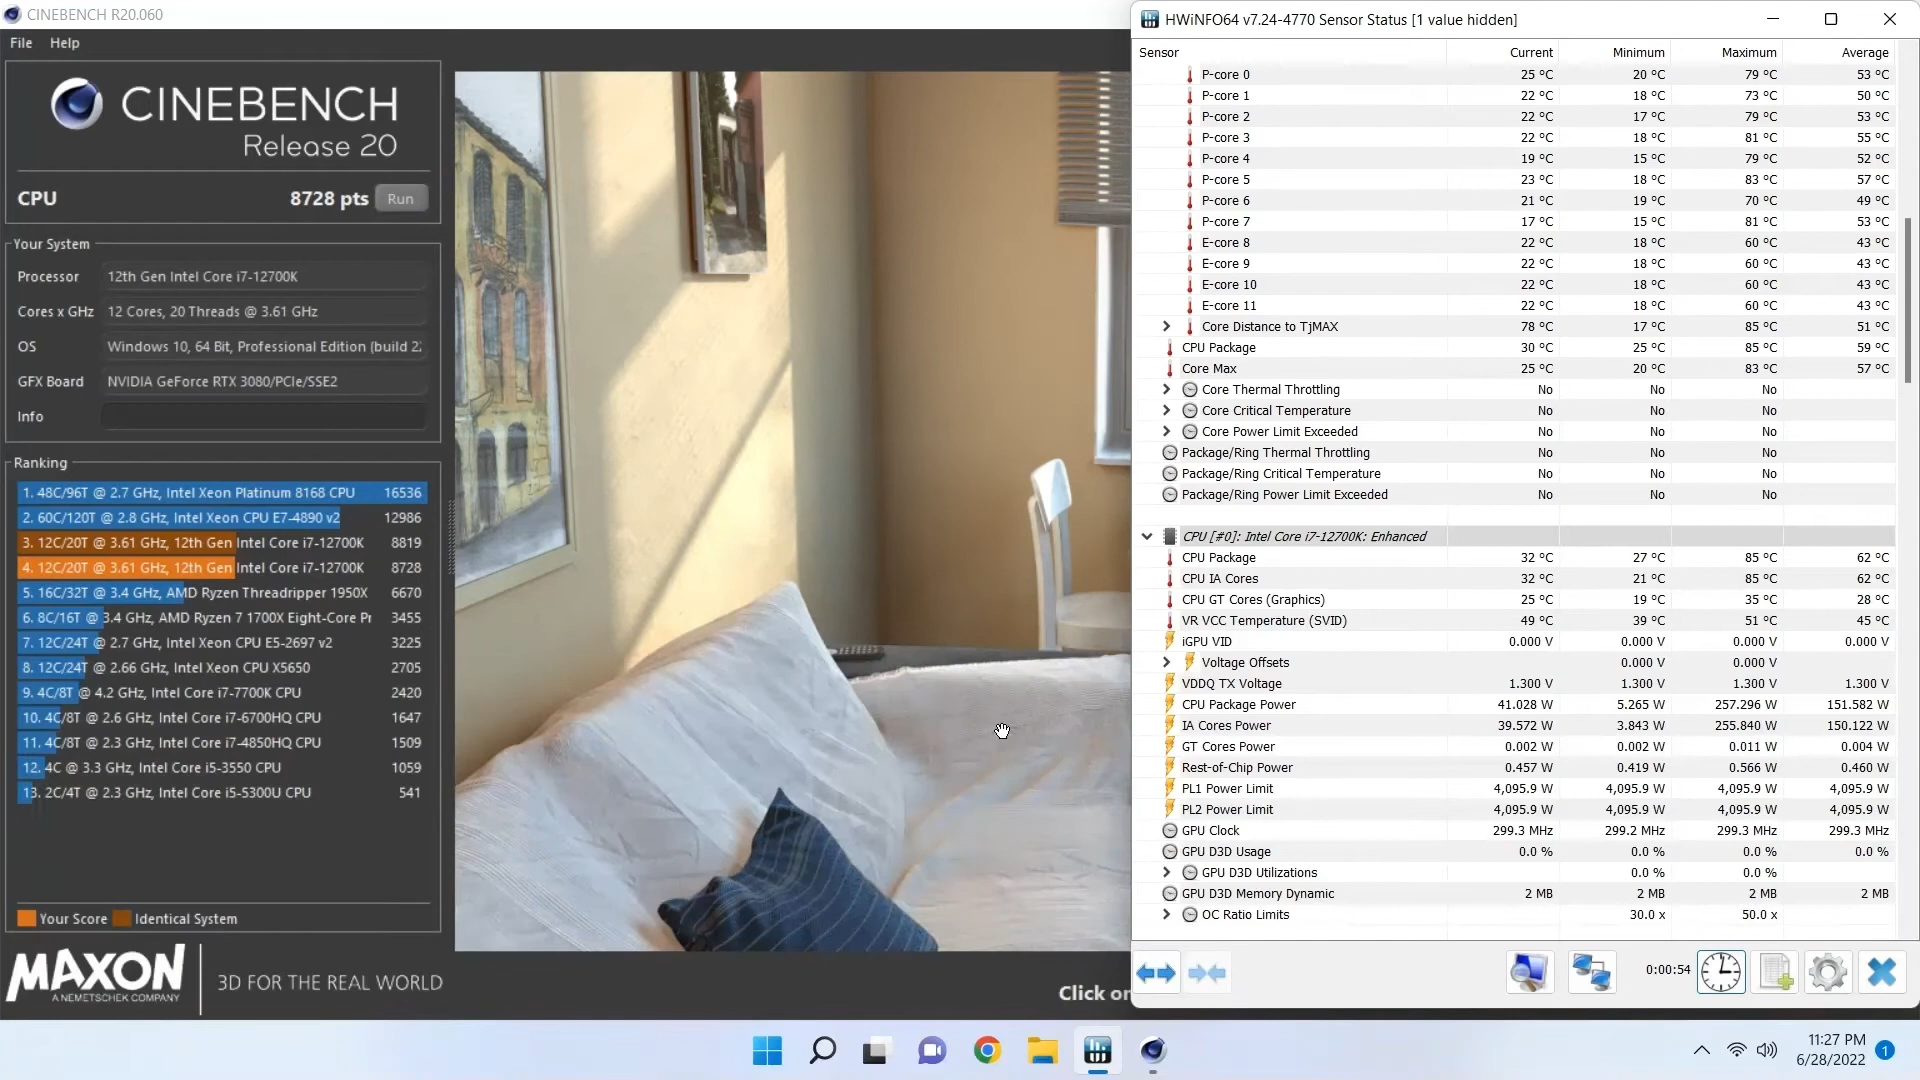 CINEBENCH R20.060
File Help
CINEBENCH
Release 20
CPU 8728 pts Run
Your System
Processor 12th Gen Intel Core i7-12700K
Cores x GHz 12 Cores, 20 Threads @ 3.61 GHz
OS Windows 10, 64 Bit, Professional Edition (build 2
GFX Board NVIDIA GeForce RTX 3080/PCIe/SSE2
Info
Ranking
1. 48C/96T @ 2.7 GHz, Intel Xeon Platinum 8168 CPU 16536
2. 60C/120T @ 2.8 GHz, Intel Xeon CPU E7-4890 v2 12986
3. 12C/20T @ 3.61 GHz, 12th Gen Intel Core i7-12700K 8819
4. 12C/20T @ 3.61 GHz, 12th Gen Intel Core i7-12700K 8728
5. 16C/32T @ 3.4 GHz, AMD Ryzen Threadripper 1950X 6670
6. 8C/16T @ 3.4 GHz, AMD Ryzen 7 1700X Eight-Core Pr 3455
7. 12C/24T @ 2.7 GHz, Intel Xeon CPU E5-2697 v2 3225
8. 12C/24T @ 2.66 GHz, Intel Xeon CPU X5650 2705
9. 4C/8T @ 4.2 GHz, Intel Core i7-7700K CPU 2420
10. 4C/8T @ 2.6 GHz, Intel Core i7-6700HQ CPU 1647
11. 4C/8T @ 2.3 GHz, Intel Core i7-4850HQ CPU 1509
12. 4C @ 3.3 GHz, Intel Core i5-3550 CPU 1059
13. 2C/4T @ 2.3 GHz, Intel Core i5-5300U CPU 541
Your Score Identical System
MAXON
A NEMETSCHEK COMPANY
3D FOR THE REAL WORLD
Click or
HWiNFO64 v7.24-4770 Sensor Status [1 value hidden]
Sensor Current Minimum Maximum Average
P-core 0 25 °C 20 °C 79 °C 53 °C
P-core 1 22 °C 18 °C 73 °C 50 °C
P-core 2 22 °C 17 °C 79 °C 53 °C
P-core 3 22 °C 18 °C 81 °C 55 °C
P-core 4 19 °C 15 °C 79 °C 52 °C
P-core 5 23 °C 18 °C 83 °C 57 °C
P-core 6 21 °C 19 °C 70 °C 49 °C
P-core 7 17 °C 15 °C 81 °C 53 °C
E-core 8 22 °C 18 °C 60 °C 43 °C
E-core 9 22 °C 18 °C 60 °C 43 °C
E-core 10 22 °C 18 °C 60 °C 43 °C
E-core 11 22 °C 18 °C 60 °C 43 °C
Core Distance to TjMAX 78 °C 17 °C 85 °C 51 °C
CPU Package 30 °C 25 °C 85 °C 59 °C
Core Max 25 °C 20 °C 83 °C 57 °C
Core Thermal Throttling No No No
Core Critical Temperature No No No
Core Power Limit Exceeded No No No
Package/Ring Thermal Throttling No No No
Package/Ring Critical Temperature No No No
Package/Ring Power Limit Exceeded No No No
CPU [#0]: Intel Core i7-12700K: Enhanced
CPU Package 32 °C 27 °C 85 °C 62 °C
CPU IA Cores 32 °C 21 °C 85 °C 62 °C
CPU GT Cores (Graphics) 25 °C 19 °C 35 °C 28 °C
VR VCC Temperature (SVID) 49 °C 39 °C 51 °C 45 °C
iGPU VID 0.000 V 0.000 V 0.000 V 0.000 V
Voltage Offsets 0.000 V 0.000 V
VDDQ TX Voltage 1.300 V 1.300 V 1.300 V 1.300 V
CPU Package Power 41.028 W 5.265 W 257.296 W 151.582 W
IA Cores Power 39.572 W 3.843 W 255.840 W 150.122 W
GT Cores Power 0.002 W 0.002 W 0.011 W 0.004 W
Rest-of-Chip Power 0.457 W 0.419 W 0.566 W 0.460 W
PL1 Power Limit 4,095.9 W 4,095.9 W 4,095.9 W 4,095.9 W
PL2 Power Limit 4,095.9 W 4,095.9 W 4,095.9 W 4,095.9 W
GPU Clock 299.3 MHz 299.2 MHz 299.3 MHz 299.3 MHz
GPU D3D Usage 0.0 % 0.0 % 0.0 % 0.0 %
GPU D3D Utilizations 0.0 % 0.0 %
GPU D3D Memory Dynamic 2 MB 2 MB 2 MB 2 MB
OC Ratio Limits 30.0 x 50.0 x
0:00:54
11:27 PM
6/28/2022
1